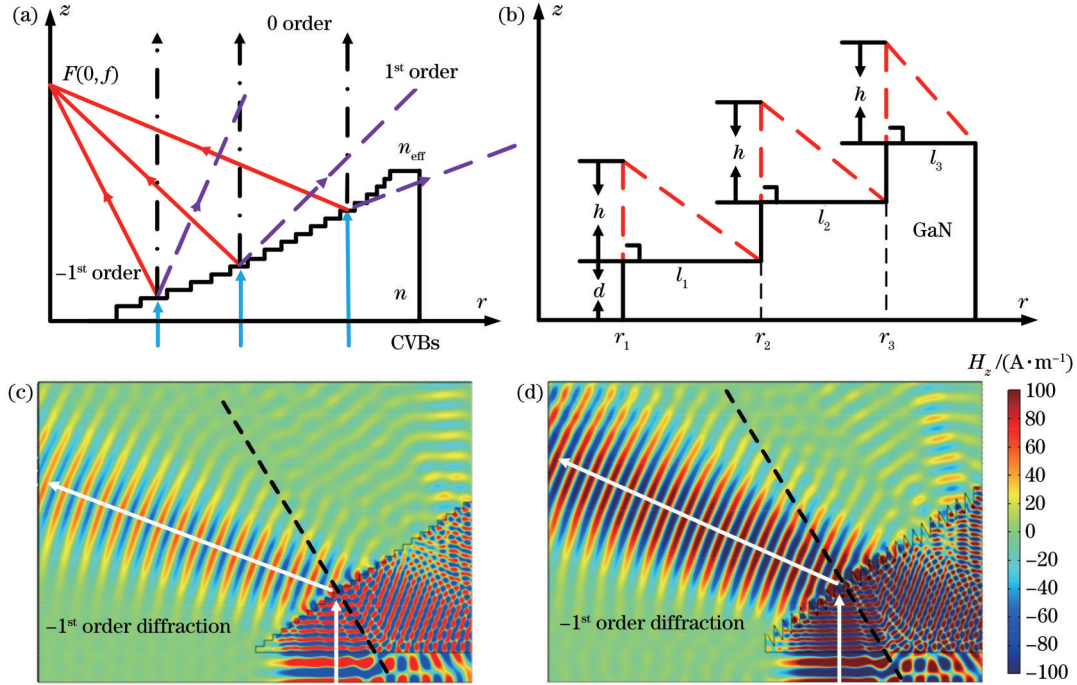 (a)
z
0 order
F(0, f)
1st order
neff
−1st order
n
r
CVBs
(b)
z
h
h
h
d
l1
l2
l3
GaN
r
r1
r2
r3
(c)
−1st order diffraction
(d)
−1st order diffraction
Hz /(A·m−1)
100
80
60
40
20
0
−20
−40
−60
−80
−100